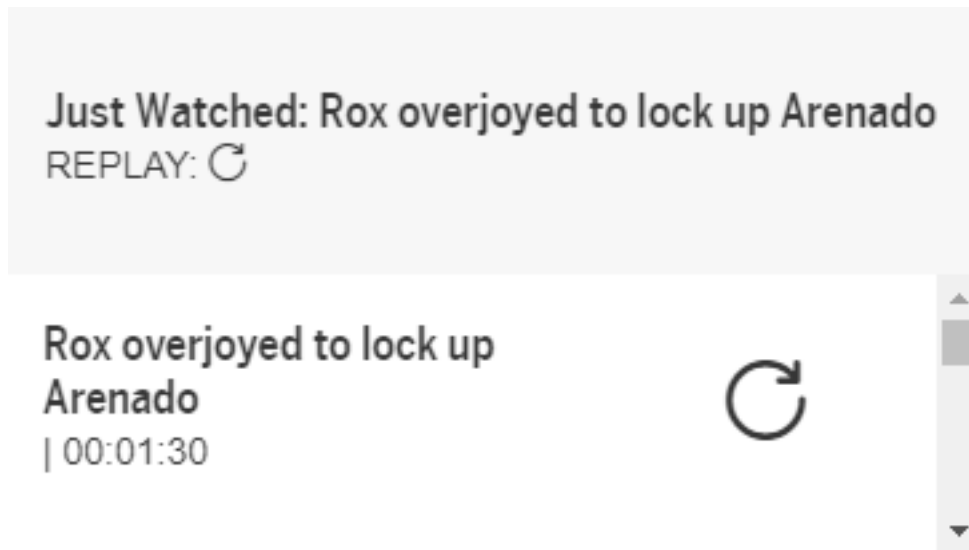 Just Watched: Rox overjoyed to lock up Arenado
REPLAY:
Rox overjoyed to lock up
Arenado
| 00:01:30